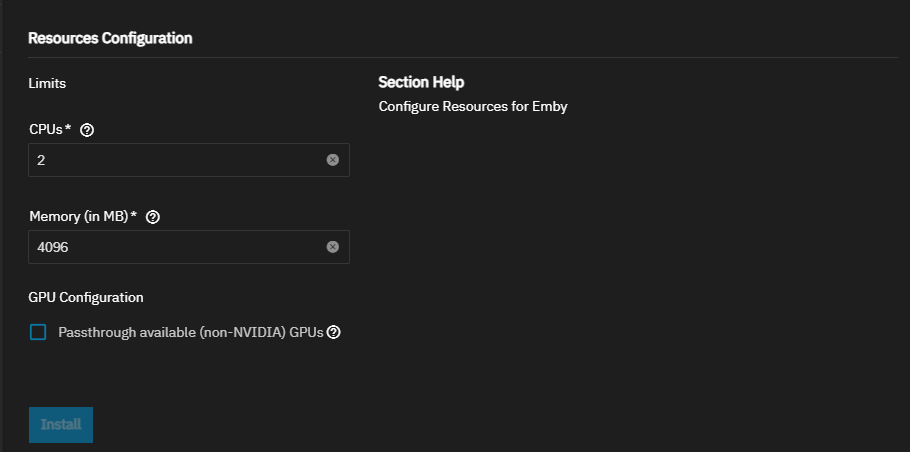 Resources Configuration
Limits
Section Help
Configure Resources for Emby
CPUs*
2
Memory (in MB)*
4096
GPU Configuration
Passthrough available (non-NVIDIA) GPUs
Install